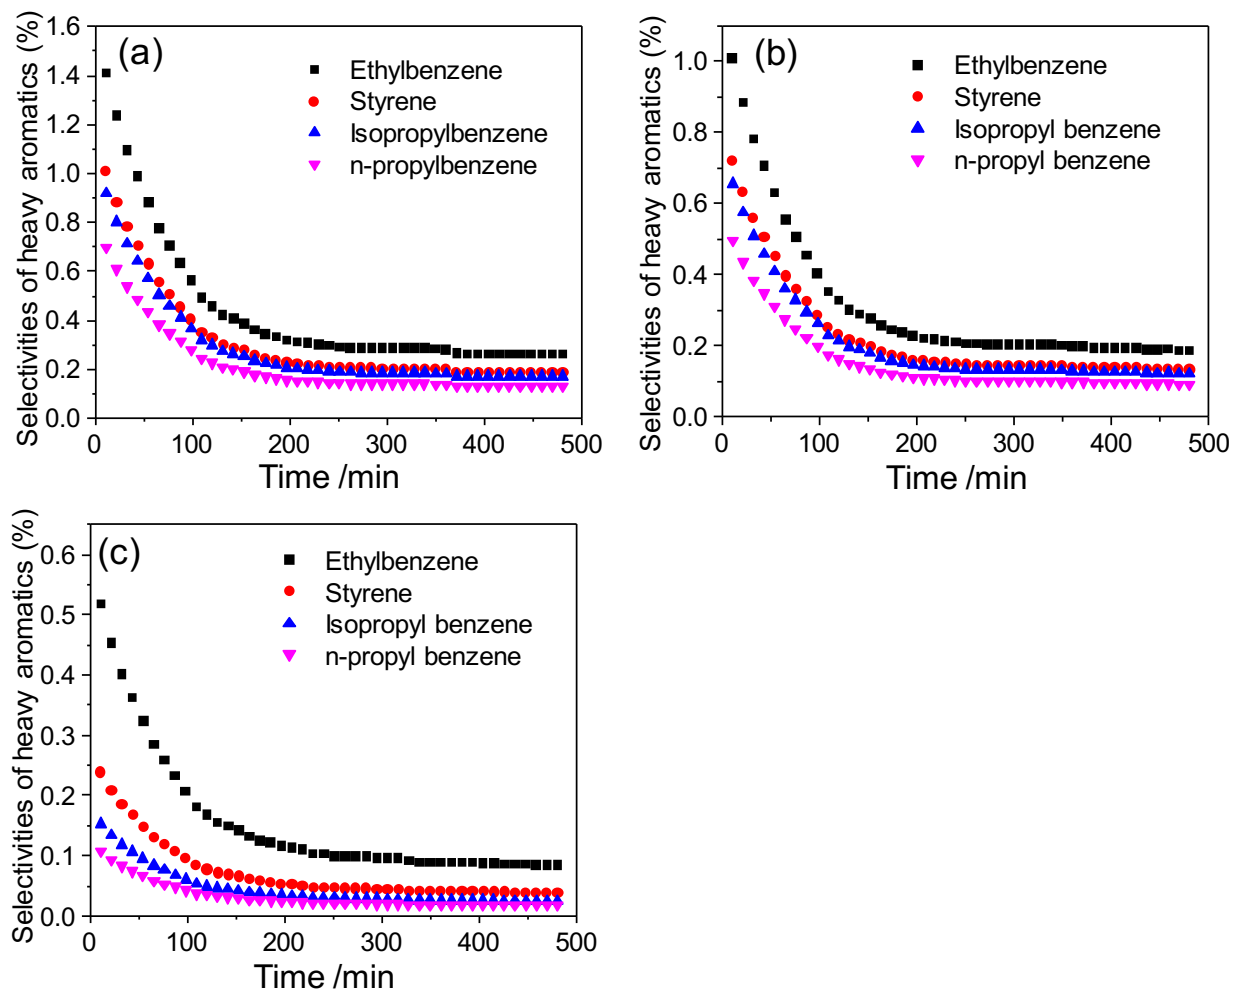 (a)
Selectivities of heavy aromatics (%)
1.6
1.4
1.2
1.0
0.8
0.6
0.4
0.2
0.0
Ethylbenzene
Styrene
Isopropylbenzene
n-propylbenzene
0 100 200 300 400 500
Time /min
(b)
Selectivities of heavy aromatics (%)
1.0
0.8
0.6
0.4
0.2
0.0
Ethylbenzene
Styrene
Isopropyl benzene
n-propyl benzene
0 100 200 300 400 500
Time /min
(c)
Selectivities of heavy aromatics (%)
0.6
0.5
0.4
0.3
0.2
0.1
0.0
Ethylbenzene
Styrene
Isopropyl benzene
n-propyl benzene
0 100 200 300 400 500
Time /min